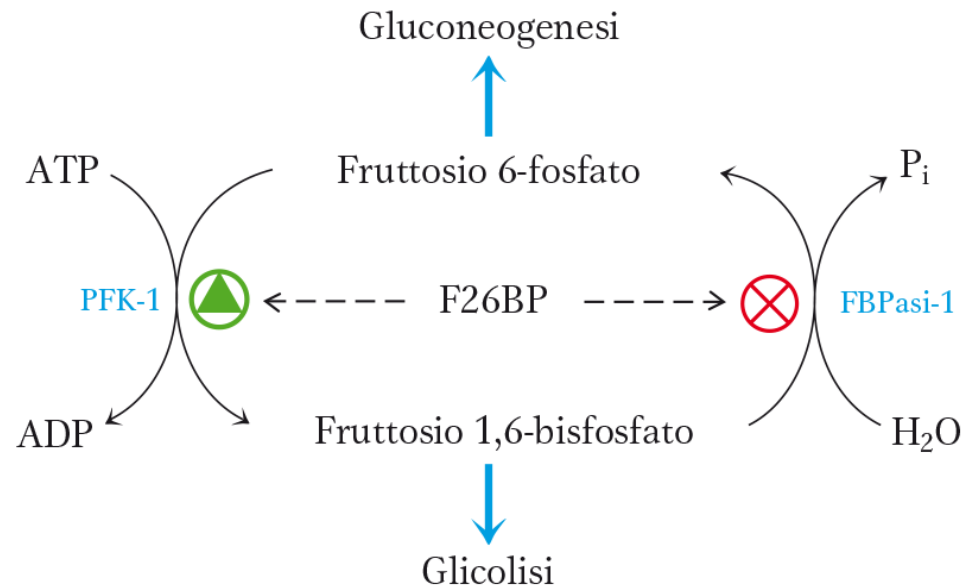 Gluconeogenesi
ATP
Fruttosio 6-fosfato
Pi
PFK-1
F26BP
FBPasi-1
ADP
Fruttosio 1,6-bisfosfato
H2O
Glicolisi